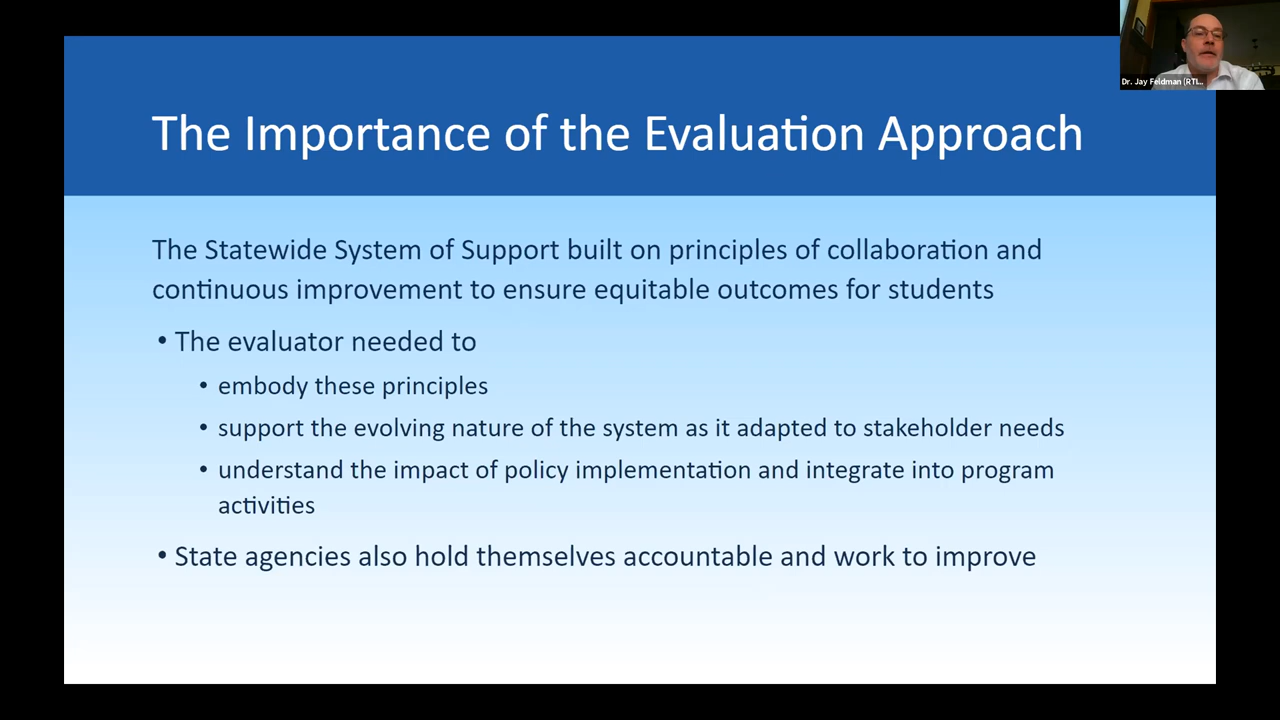 Dr. Jay Feldman (RTI...
The Importance of the Evaluation Approach
The Statewide System of Support built on principles of collaboration and
continuous improvement to ensure equitable outcomes for students
• The evaluator needed to
• embody these principles
• support the evolving nature of the system as it adapted to stakeholder needs
• understand the impact of policy implementation and integrate into program
activities
• State agencies also hold themselves accountable and work to improve